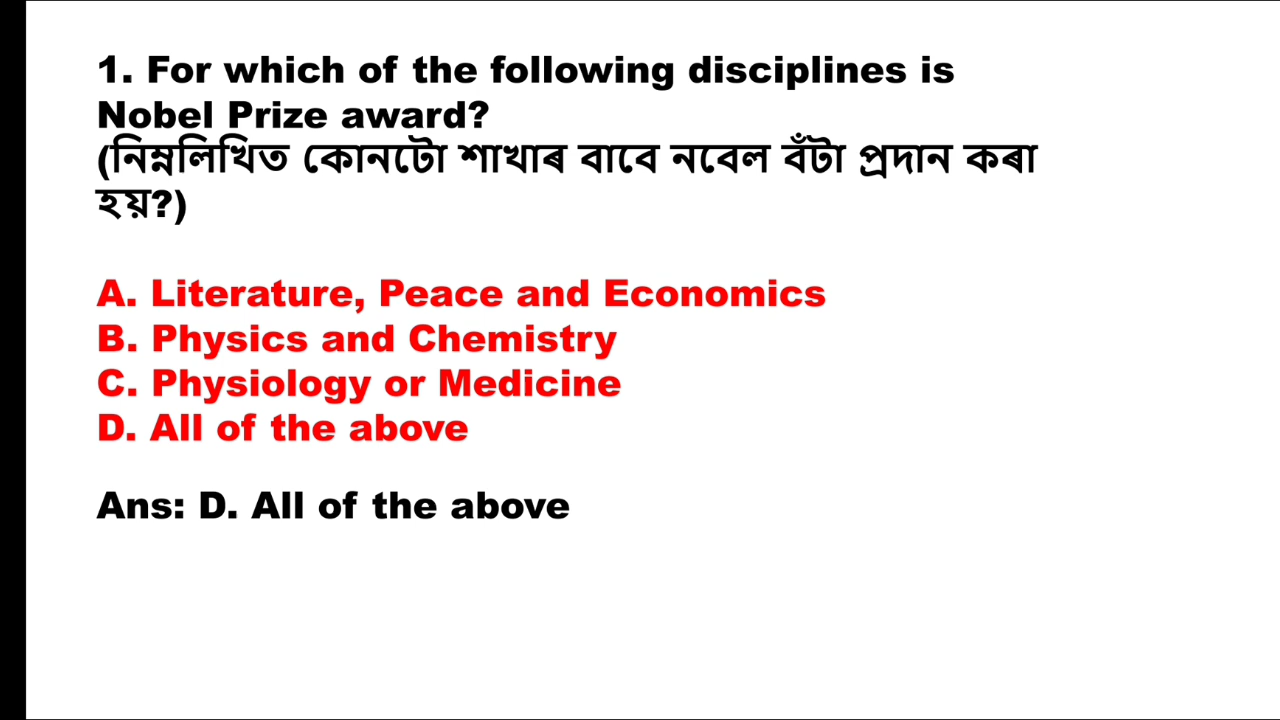 1. For which of the following disciplines is
Nobel Prize award?
(নিম্নলিখিত কোনটো শাখাৰ বাবে নবেল বঁটা প্ৰদান কৰা
হয়?)
A. Literature, Peace and Economics
B. Physics and Chemistry
C. Physiology or Medicine
D. All of the above
Ans: D. All of the above